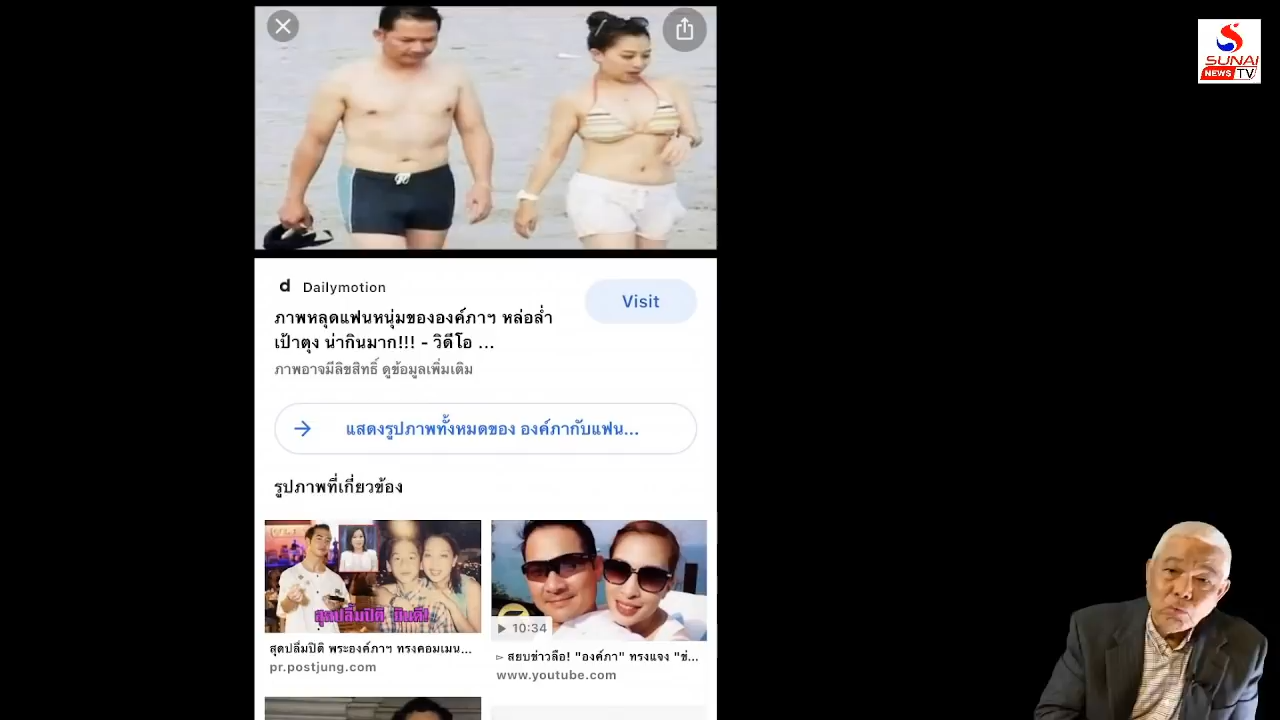 SUNAI
NEWS TV
d Dailymotion
Visit
ภาพหลุดแฟนหนุ่มขององค์ภาฯ หล่อล่ำ
เป้าตุง น่ากินมาก!!! - วิดีโอ ...
ภาพอาจมีลิขสิทธิ์ ดูข้อมูลเพิ่มเติม
แสดงรูปภาพทั้งหมดของ องค์ภากับแฟน...
รูปภาพที่เกี่ยวข้อง
สุดปลื้มปิติ ยินดี!
10:34
สุดปลื้มปิติ พระองค์ภาฯ ทรงคอมเมน...
pr.postjung.com
▻ สยบข่าวลือ! "องค์ภา" ทรงแจง "ข่...
www.youtube.com